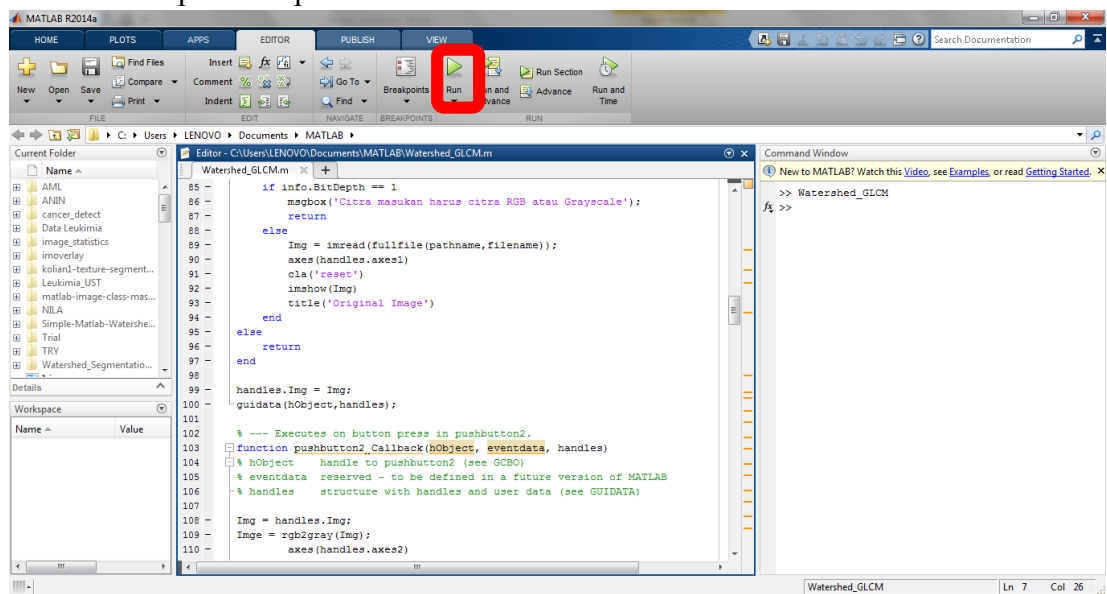 MATLAB R2014a
HOME PLOTS APPS EDITOR PUBLISH VIEW
Search Documentation
New Open Save Find Files Compare Print
Insert fx
Comment %
Indent
Go To
Find
Breakpoints
Run
Advance
Run Section
Advance
Run and
Time
FILE EDIT NAVIGATE BREAKPOINTS RUN
C: Users LENOVO Documents MATLAB
Current Folder
Name
AML
ANIN
cancer_detect
Data Leukimia
image_statistics
imoverlay
kolian1-texture-segment...
Leukimia_UST
matlab-image-class-mas...
NILA
Simple-Matlab-Watershe...
Trial
TRY
Watershed_Segmentatio...
Details
Workspace
Name Value
Editor - C:\Users\LENOVO\Documents\MATLAB\Watershed_GLCM.m
Watershed_GLCM.m
85 - if info.BitDepth == 1
86 - msgbox('Citra masukan harus citra RGB atau Grayscale');
87 - return
88 - else
89 - Img = imread(fullfile(pathname,filename));
90 - axes(handles.axes1)
91 - cla('reset')
92 - imshow(Img)
93 - title('Original Image')
94 - end
95 - else
96 - return
97 - end
98
99 - handles.Img = Img;
100 - guidata(hObject,handles);
101
102 % --- Executes on button press in pushbutton2.
103 function pushbutton2_Callback(hObject, eventdata, handles)
104 % hObject handle to pushbutton2 (see GCBO)
105 % eventdata reserved - to be defined in a future version of MATLAB
106 % handles structure with handles and user data (see GUIDATA)
107
108 - Img = handles.Img;
109 - Imge = rgb2gray(Img);
110 - axes(handles.axes2)
Command Window
New to MATLAB? Watch this Video, see Examples, or read Getting Started.
>> Watershed_GLCM
fx >>
Watershed_GLCM Ln 7 Col 26